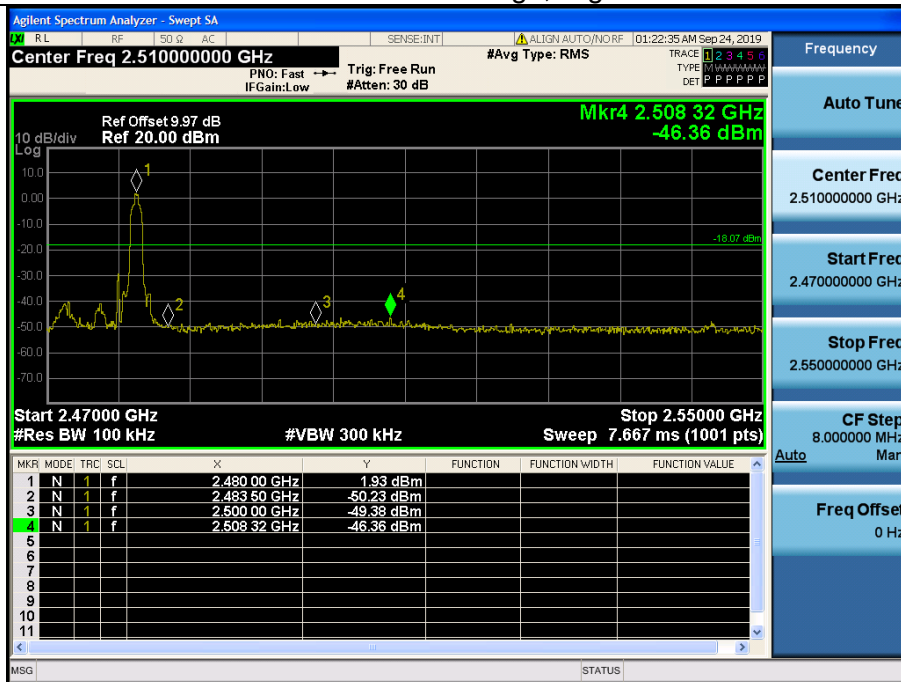 Agilent Spectrum Analyzer - Swept SA
LXI RL RF 50 Ω AC SENSE:INT ALIGN AUTO/NO RF 01:22:35 AM Sep 24, 2019
Center Freq 2.510000000 GHz
PNO: Fast
IFGain:Low
Trig: Free Run
#Atten: 30 dB
#Avg Type: RMS
TRACE 1 2 3 4 5 6
TYPE M WWWWW
DET P P P P P P
Mkr4 2.508 32 GHz
-46.36 dBm
Ref Offset 9.97 dB
10 dB/div Ref 20.00 dBm
Log
10.0
0.00
-10.0
-20.0
-30.0
-40.0
-50.0
-60.0
-70.0
1
2
3
4
-18.07 dBm
Start 2.47000 GHz Stop 2.55000 GHz
#Res BW 100 kHz #VBW 300 kHz Sweep 7.667 ms (1001 pts)
MKR MODE TRC SCL X Y FUNCTION FUNCTION WIDTH FUNCTION VALUE
1 N 1 f 2.480 00 GHz 1.93 dBm
2 N 1 f 2.483 50 GHz -50.23 dBm
3 N 1 f 2.500 00 GHz -49.38 dBm
4 N 1 f 2.508 32 GHz -46.36 dBm
5
6
7
8
9
10
11
MSG STATUS
Frequency
Auto Tune
Center Freq
2.510000000 GHz
Start Freq
2.470000000 GHz
Stop Freq
2.550000000 GHz
CF Step
8.000000 MHz
Auto Man
Freq Offset
0 Hz